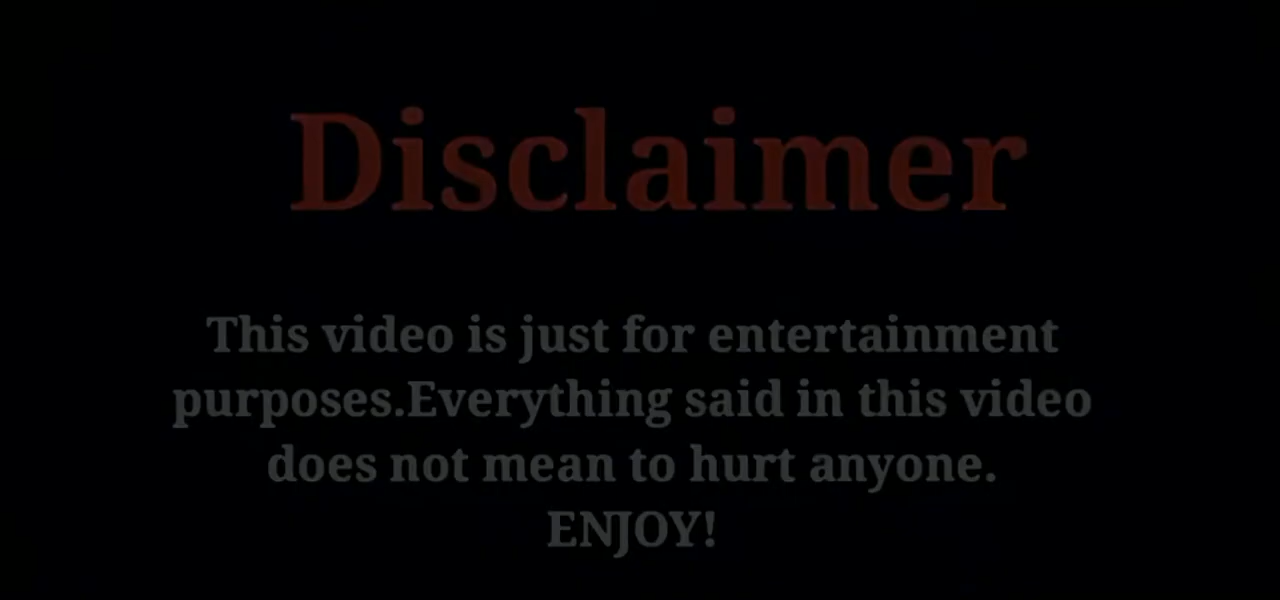 Disclaimer
This video is just for entertainment
purposes.Everything said in this video
does not mean to hurt anyone.
ENJOY!